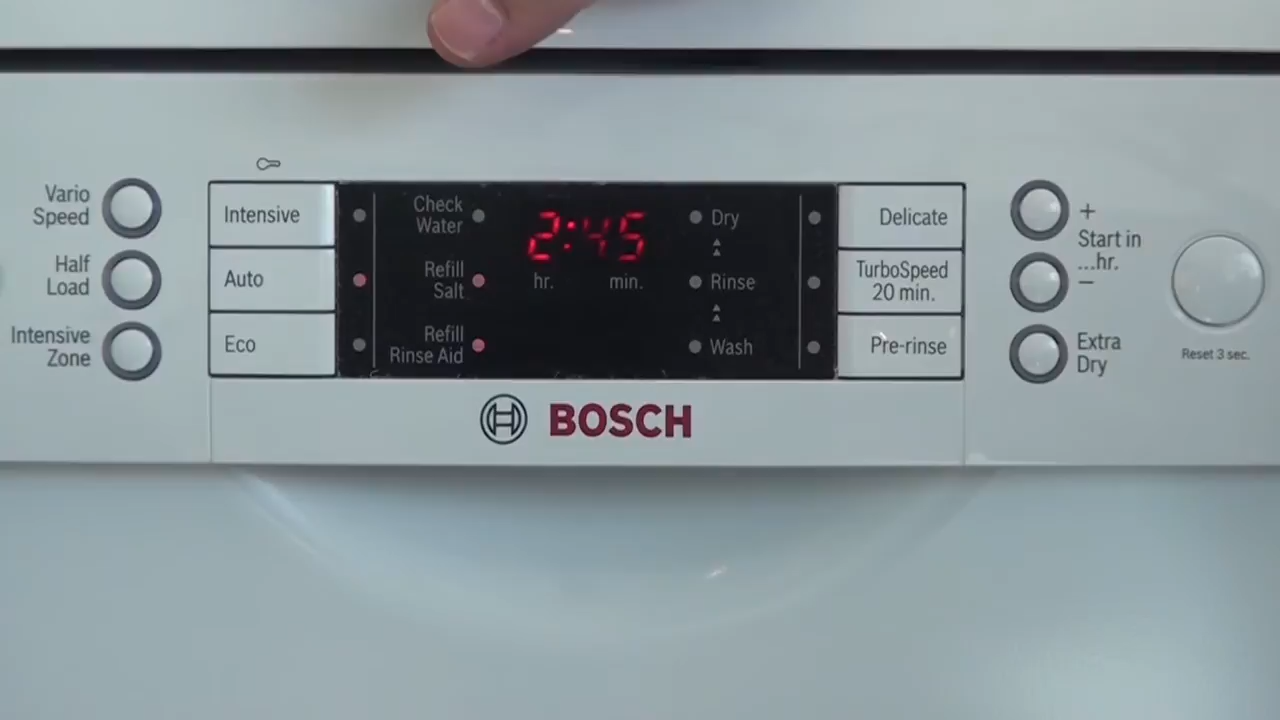 Vario
Speed
Half
Load
Intensive
Zone
Intensive
Auto
Eco
Check
Water
Refill
Salt
Refill
Rinse Aid
2:45
hr. min.
Dry
Rinse
Wash
Delicate
TurboSpeed
20 min.
Pre-rinse
+
Start in
...hr.
−
Extra
Dry
Reset 3 sec.
BOSCH